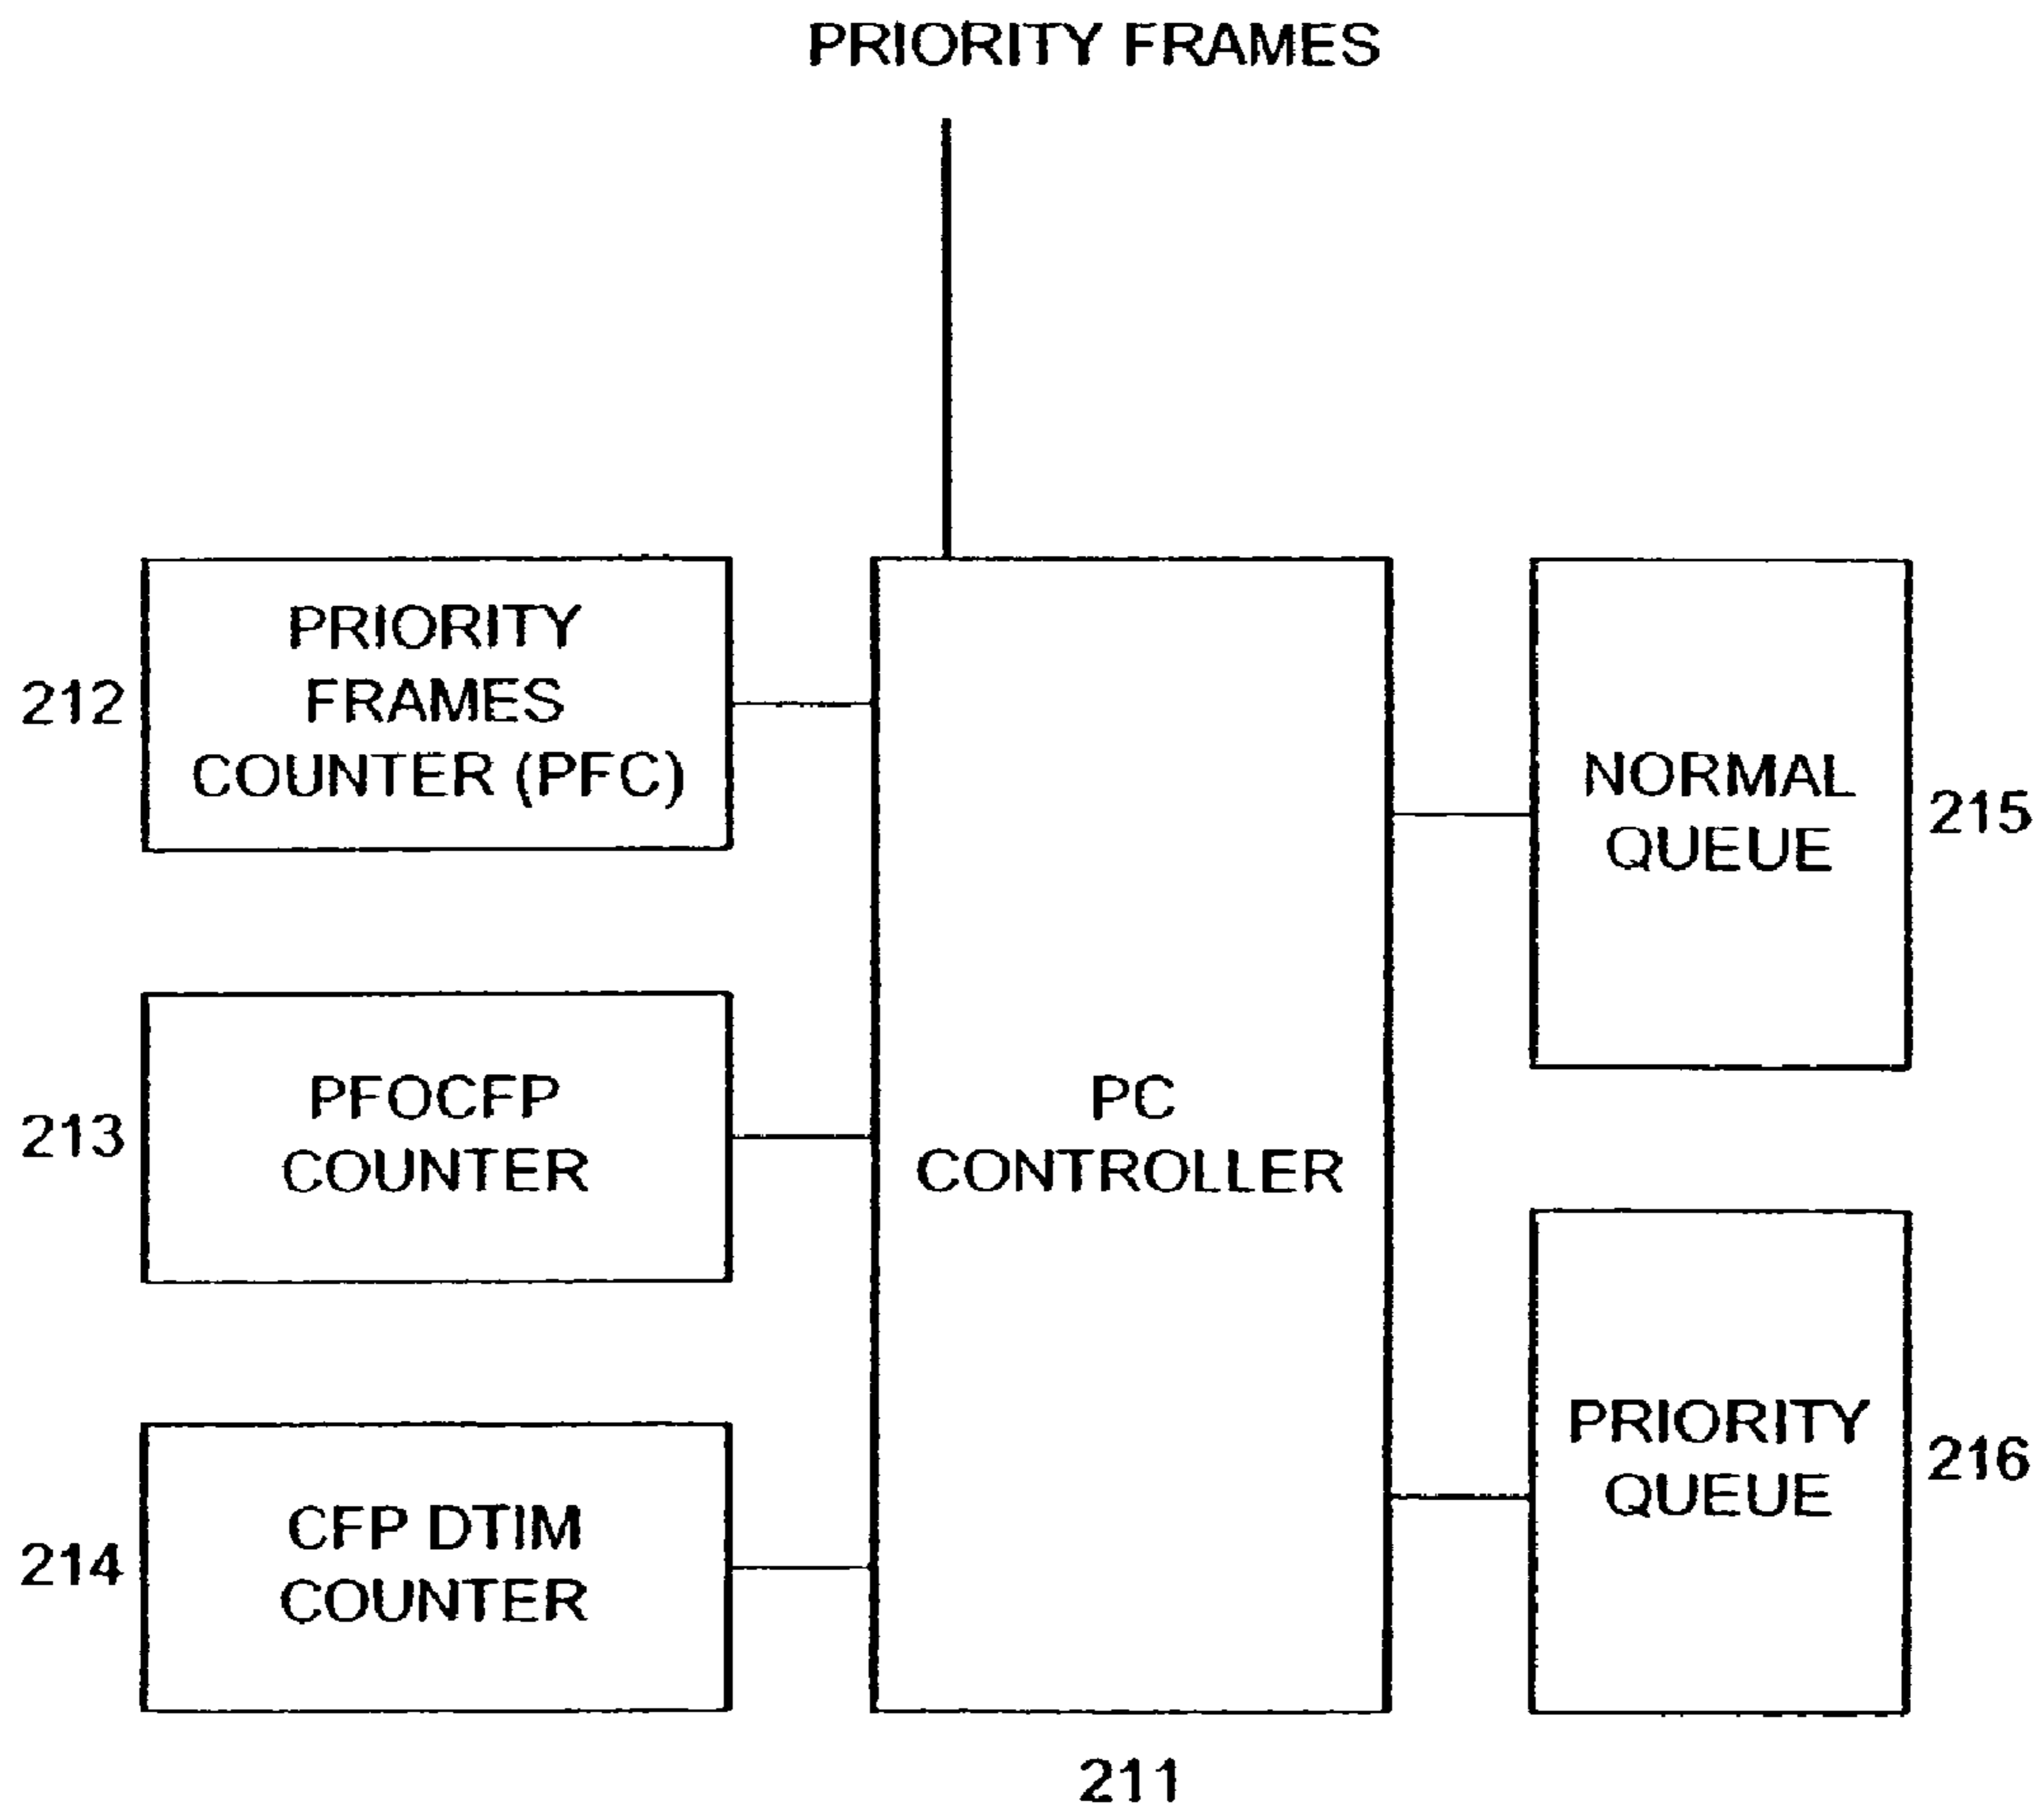 PRIORITY FRAMES
212
PRIORITY
FRAMES
COUNTER (PFC)
213
PFOCFP
COUNTER
214
CFP DTIM
COUNTER
PC
CONTROLLER
211
NORMAL
QUEUE
215
PRIORITY
QUEUE
216